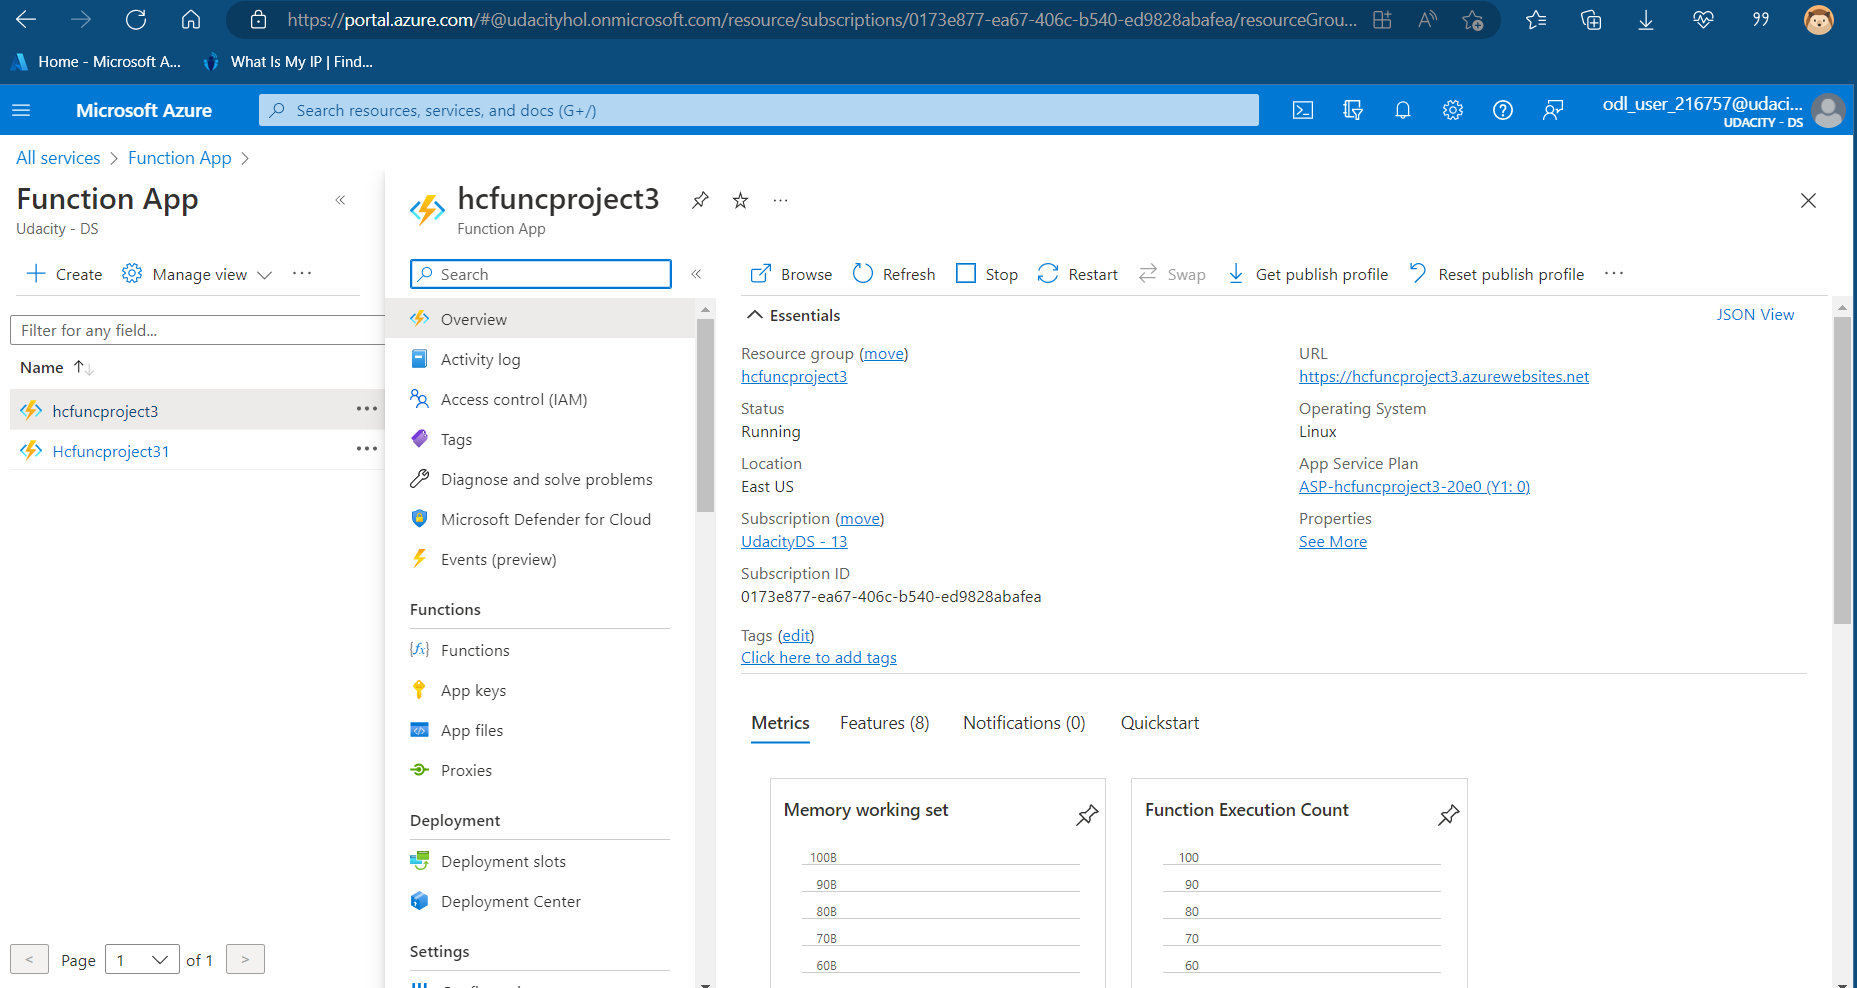 https://portal.azure.com/#@udacityhol.onmicrosoft.com/resource/subscriptions/0173e877-ea67-406c-b540-ed9828abafea/resourceGrou...
Home - Microsoft A...
What Is My IP | Find...
Microsoft Azure
Search resources, services, and docs (G+/)
odl_user_216757@udaci...
UDACITY - DS
All services > Function App >
Function App
Udacity - DS
+ Create
Manage view
...
Filter for any field...
Name ↑↓
hcfuncproject3
...
Hcfuncproject31
...
< Page 1 of 1 >
hcfuncproject3
Function App
Search
Overview
Activity log
Access control (IAM)
Tags
Diagnose and solve problems
Microsoft Defender for Cloud
Events (preview)
Functions
Functions
App keys
App files
Proxies
Deployment
Deployment slots
Deployment Center
Settings
Browse
Refresh
Stop
Restart
Swap
Get publish profile
Reset publish profile
...
Essentials
JSON View
Resource group (move)
hcfuncproject3
Status
Running
Location
East US
Subscription (move)
UdacityDS - 13
Subscription ID
0173e877-ea67-406c-b540-ed9828abafea
Tags (edit)
Click here to add tags
URL
https://hcfuncproject3.azurewebsites.net
Operating System
Linux
App Service Plan
ASP-hcfuncproject3-20e0 (Y1: 0)
Properties
See More
Metrics
Features (8)
Notifications (0)
Quickstart
Memory working set
100B
90B
80B
70B
60B
Function Execution Count
100
90
80
70
60